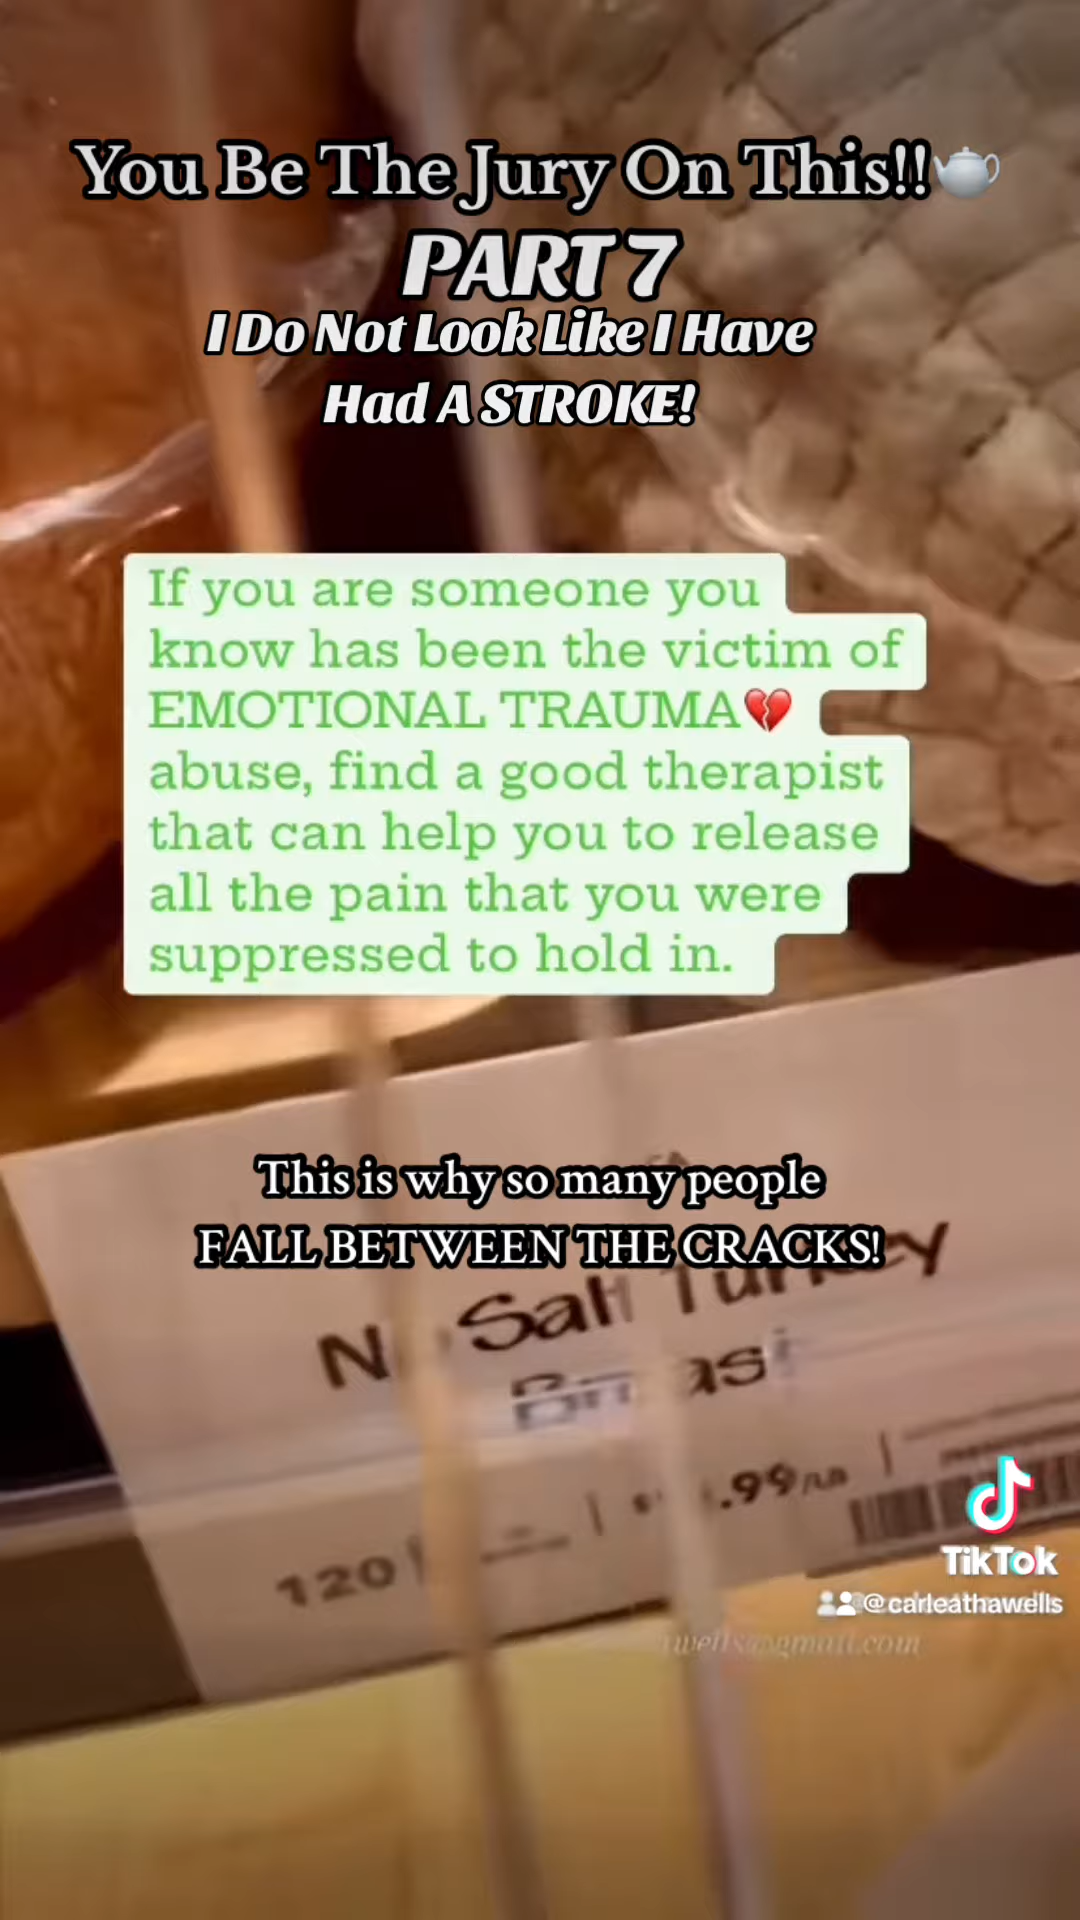 You Be The Jury On This!!🫖
PART 7
I Do Not Look Like I Have
Had A STROKE!
If you are someone you
know has been the victim of
EMOTIONAL TRAUMA💔
abuse, find a good therapist
that can help you to release
all the pain that you were
suppressed to hold in.
This is why so many people
FALL BETWEEN THE CRACKS!
Salt Turkey
120
.99/LB
TikTok
@carleathawells